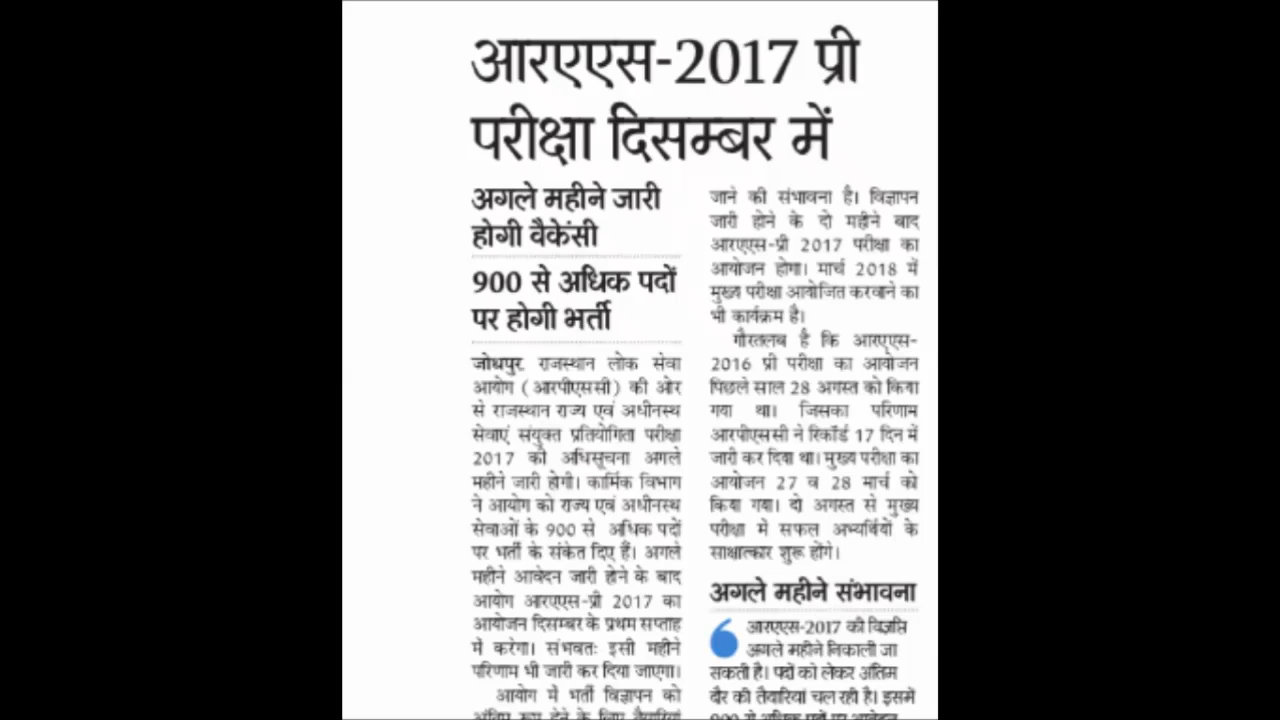 आरएएस-2017 प्री
परीक्षा दिसम्बर में
अगले महीने जारी
होगी वैकेंसी
900 से अधिक पदों
पर होगी भर्ती
जोधपुर. राजस्थान लोक सेवा
आयोग (आरपीएससी) की ओर
से राजस्थान राज्य एवं अधीनस्थ
सेवाएं संयुक्त प्रतियोगिता परीक्षा
2017 की अधिसूचना अगले
महीने जारी होगी। कार्मिक विभाग
ने आयोग को राज्य एवं अधीनस्थ
सेवाओं के 900 से अधिक पदों
पर भर्ती के संकेत दिए हैं। अगले
महीने आवेदन जारी होने के बाद
आयोग आरएएस-प्री 2017 का
आयोजन दिसम्बर के प्रथम सप्ताह
में करेगा। संभवतः इसी महीने
परिणाम भी जारी कर दिया जाएगा।
आयोग में भर्ती विज्ञापन को
अंतिम रूप देने के लिए तैयारियां
जाने की संभावना है। विज्ञापन
जारी होने के दो महीने बाद
आरएएस-प्री 2017 परीक्षा का
आयोजन होगा। मार्च 2018 में
मुख्य परीक्षा आयोजित करवाने का
भी कार्यक्रम है।
गौरतलब है कि आरएएस-
2016 प्री परीक्षा का आयोजन
पिछले साल 28 अगस्त को किया
गया था। जिसका परिणाम
आरपीएससी ने रिकॉर्ड 17 दिन में
जारी कर दिया था। मुख्य परीक्षा का
आयोजन 27 व 28 मार्च को
किया गया। दो अगस्त से मुख्य
परीक्षा में सफल अभ्यर्थियों के
साक्षात्कार शुरू होंगे।
अगले महीने संभावना
आरएएस-2017 की विज्ञप्ति
अगले महीने निकाली जा
सकती है। पदों को लेकर अंतिम
दौर की तैयारियां चल रही है। इसमें
900 से अधिक पदों पर आवेदन